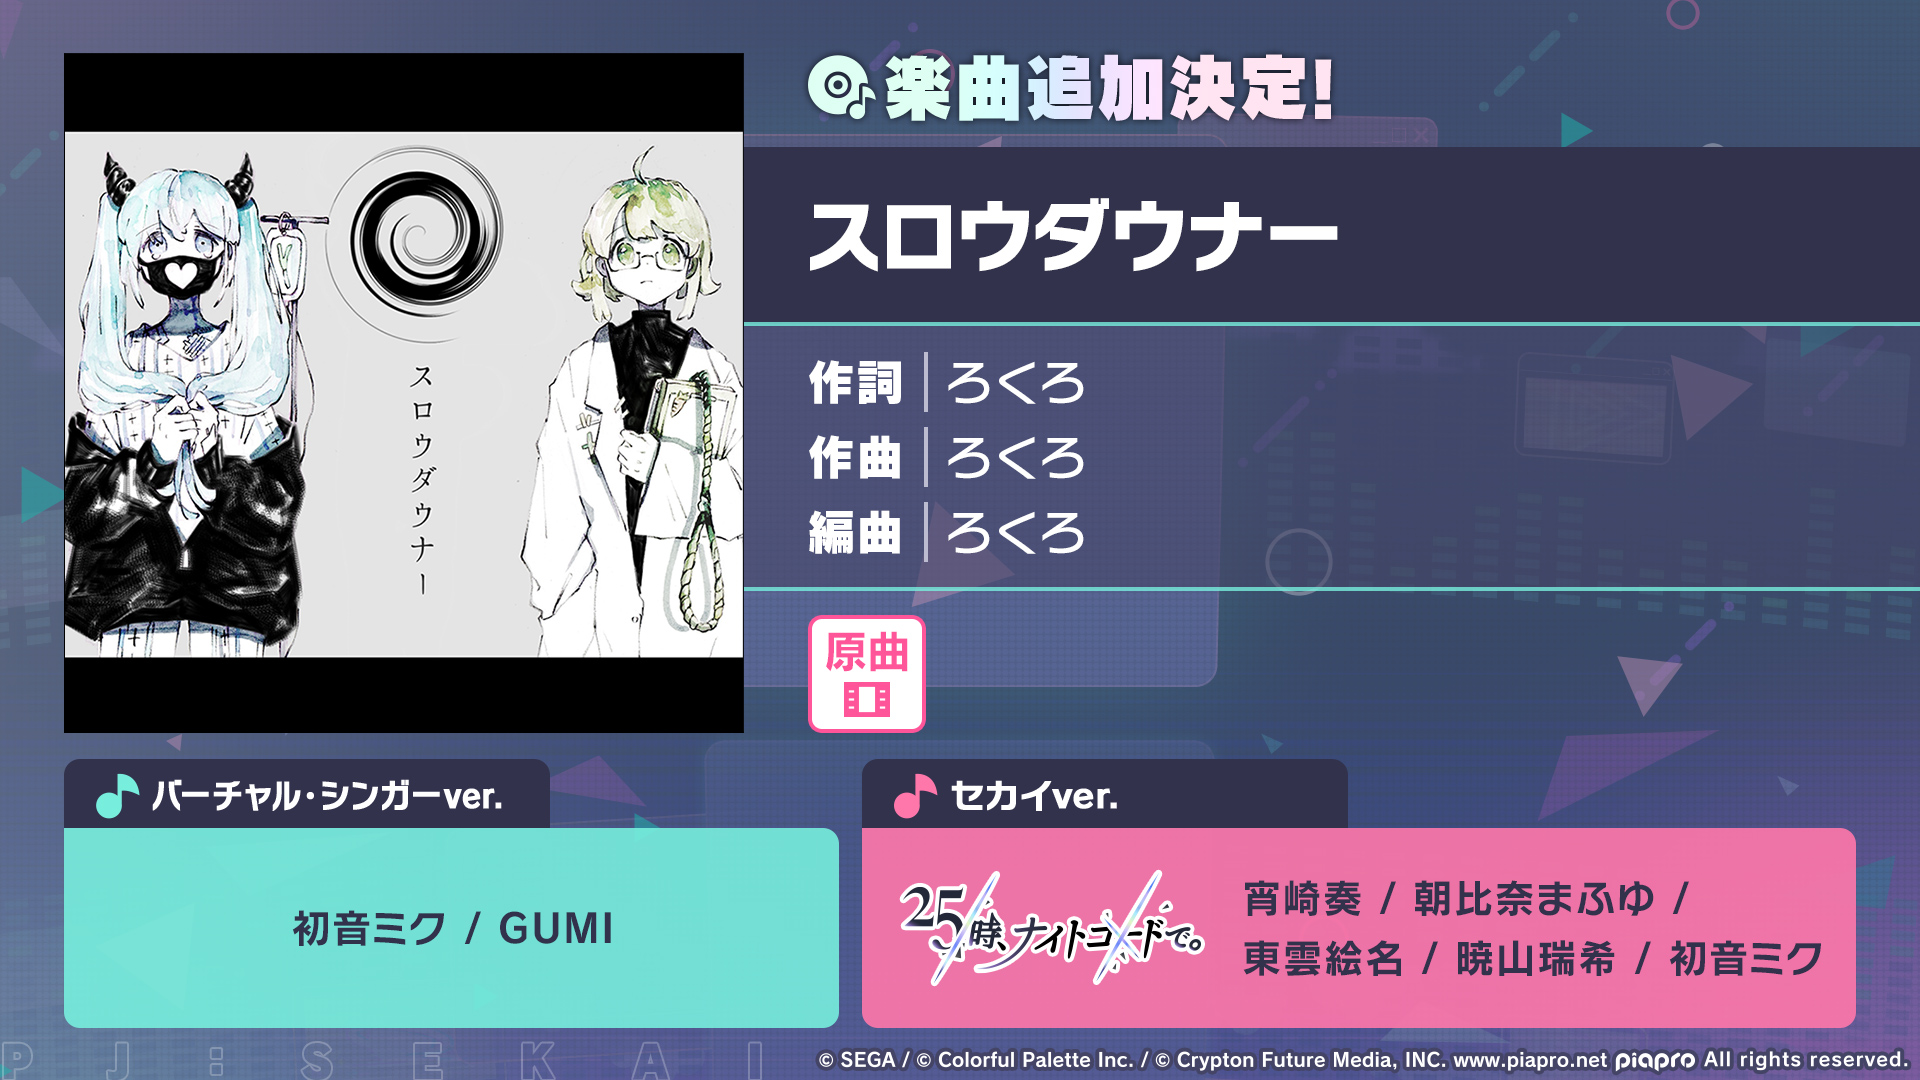 楽曲追加決定!
スロウダウナー
スロウダウナー
作詞 ろくろ
作曲 ろくろ
編曲 ろくろ
原曲
バーチャル・シンガーver.
初音ミク / GUMI
セカイver.
25時、ナイトコードで。
宵崎奏 / 朝比奈まふゆ /
東雲絵名 / 暁山瑞希 / 初音ミク
PJ:SEKAI
© SEGA / © Colorful Palette Inc. / © Crypton Future Media, INC. www.piapro.net piapro All rights reserved.